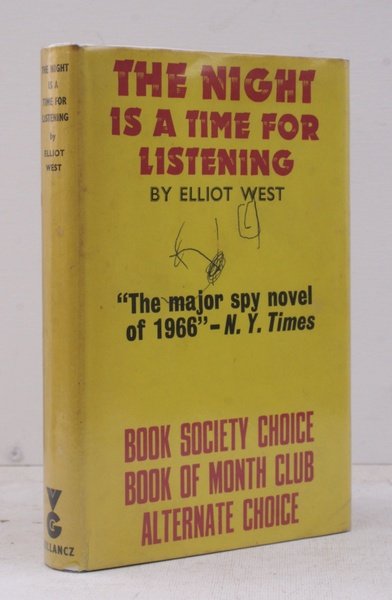 THE NIGHT
IS A TIME FOR
LISTENING
by
ELLIOT
WEST
VG
THE NIGHT
IS A TIME FOR
LISTENING
BY ELLIOT WEST
“The major spy novel
of 1966”–N. Y. Times
BOOK SOCIETY CHOICE
BOOK OF MONTH CLUB
ALTERNATE CHOICE